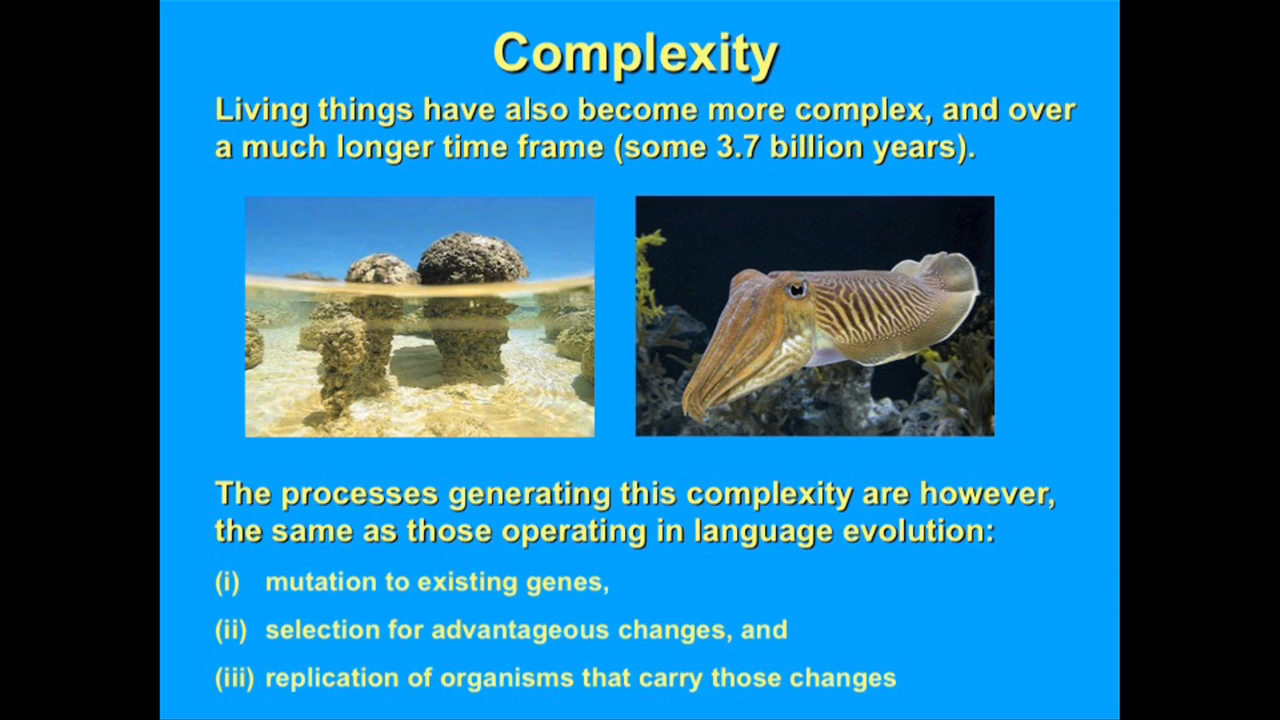 Complexity
Living things have also become more complex, and over
a much longer time frame (some 3.7 billion years).
The processes generating this complexity are however,
the same as those operating in language evolution:
(i) mutation to existing genes,
(ii) selection for advantageous changes, and
(iii) replication of organisms that carry those changes